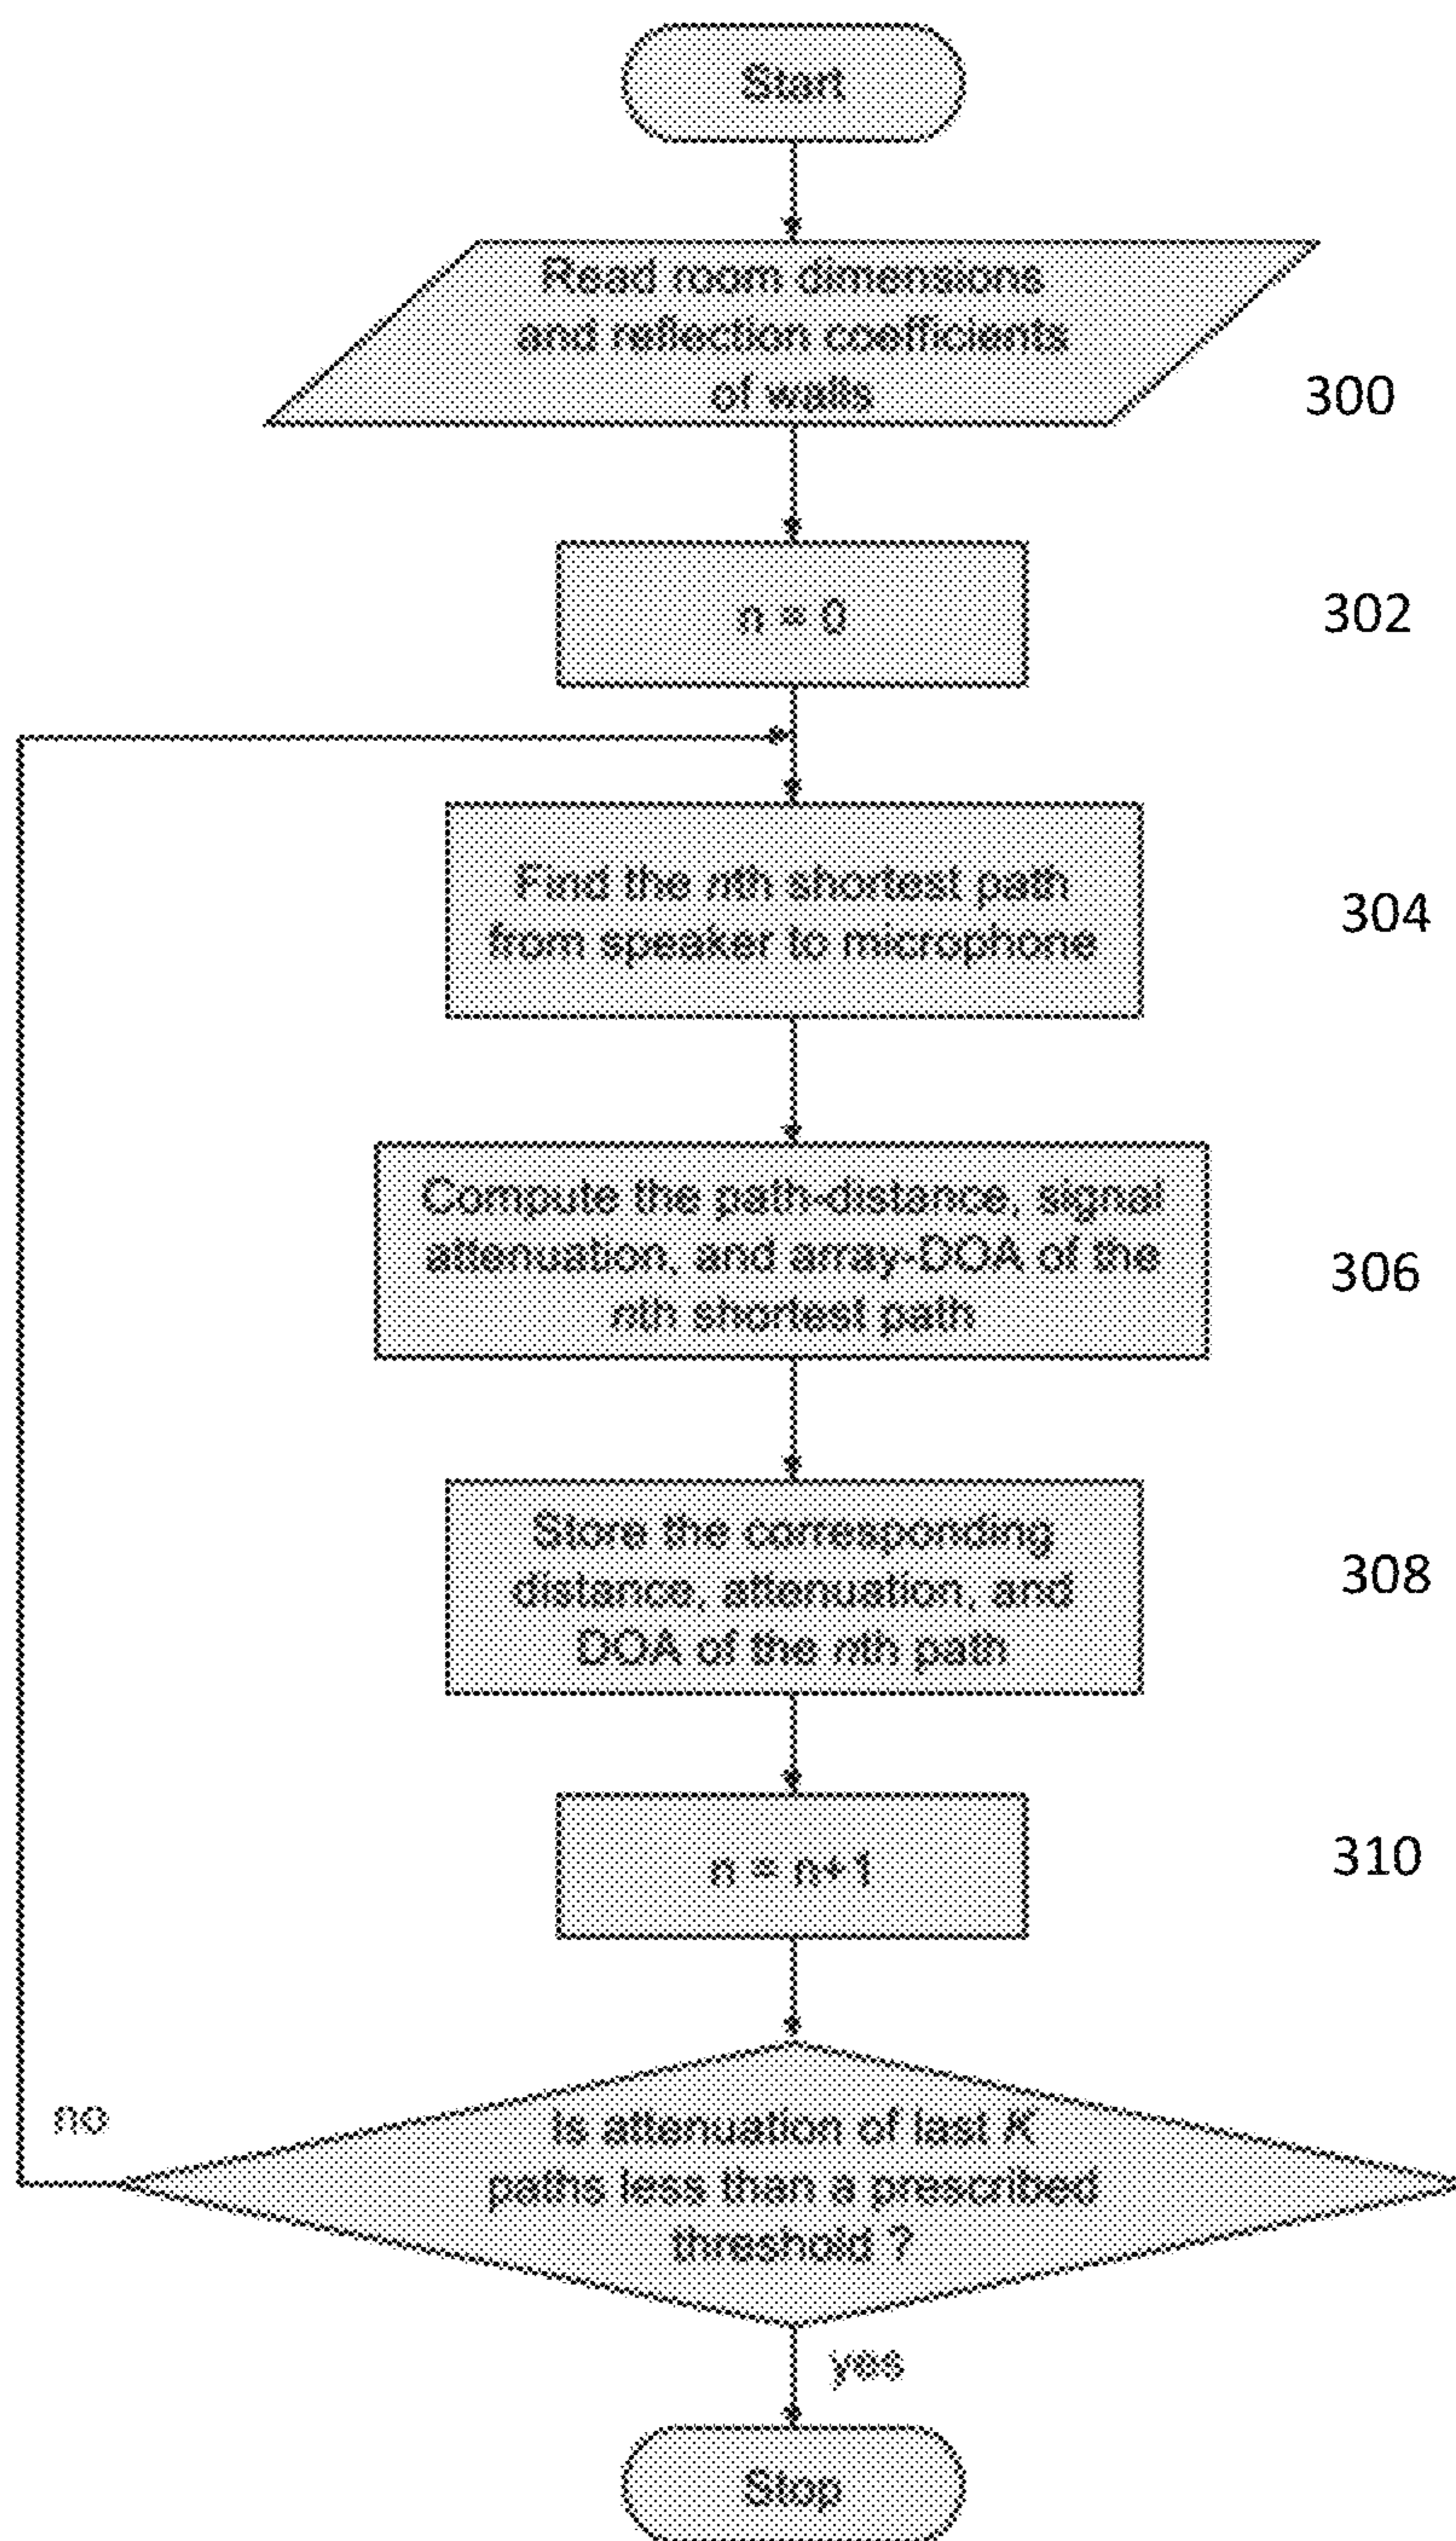 Start
Read room dimensions
and reflection coefficients
of walls
300
n = 0
302
Find the nth shortest path
from speaker to microphone
304
Compute the path-distance, signal
attenuation, and array-DOA of the
nth shortest path
306
Store the corresponding
distance, attenuation, and
DOA of the nth path
308
n = n+1
310
Is attenuation of last K
paths less than a prescribed
threshold ?
no
yes
Stop